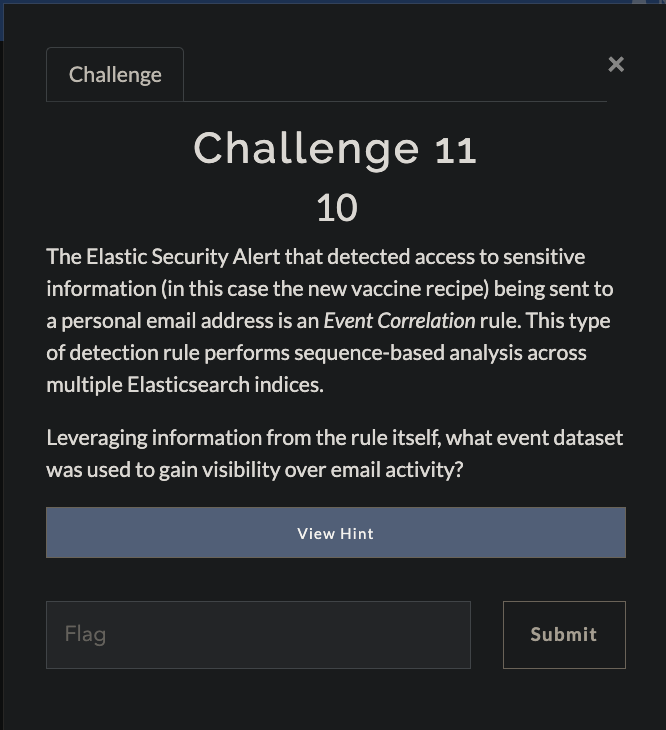 Challenge
×
Challenge 11
10
The Elastic Security Alert that detected access to sensitive
information (in this case the new vaccine recipe) being sent to
a personal email address is an Event Correlation rule. This type
of detection rule performs sequence-based analysis across
multiple Elasticsearch indices.
Leveraging information from the rule itself, what event dataset
was used to gain visibility over email activity?
View Hint
Flag
Submit